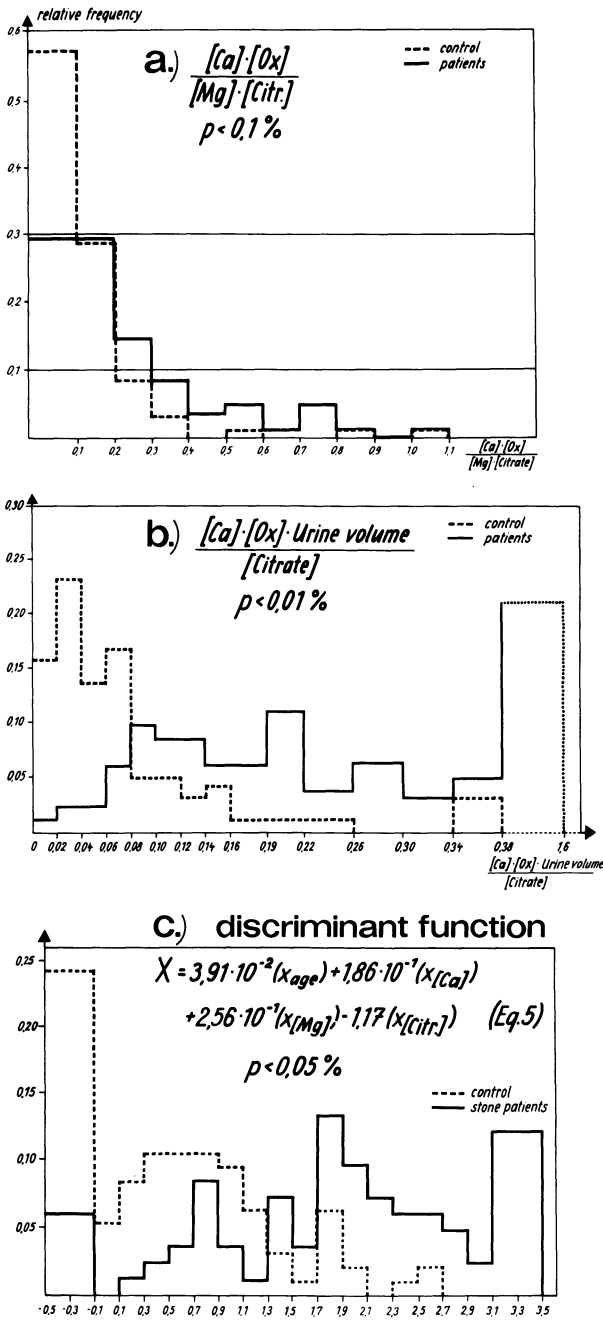 relative frequency
0,6
0,5
0,4
0,3
0,2
0,1
a.) [Ca]·[Ox]
[Mg]·[Citr.]
p < 0,1 %
control
patients
0,1 0,2 0,3 0,4 0,5 0,6 0,7 0,8 0,9 1,0 1,1
[Ca]·[Ox]
[Mg]·[Citrate]
0,30
0,25
0,20
0,15
0,10
0,05
b.) [Ca]·[Ox]·Urine volume
[Citrate]
p < 0,01 %
control
patients
0 0,02 0,04 0,06 0,08 0,10 0,12 0,14 0,16 0,19 0,22 0,26 0,30 0,34 0,38 1,6
[Ca]·[Ox]·Urine volume
[Citrate]
c.) discriminant function
X = 3,91·10⁻²(x age) + 1,86·10⁻¹(x [Ca])
+2,56·10⁻¹(x [Mg]) - 1,17(x [Citr.]) (Eq.5)
p < 0,05 %
control
stone patients
0,25
0,20
0,15
0,10
0,05
-0,5 -0,3 -0,1 0,1 0,3 0,5 0,7 0,9 1,1 1,3 1,5 1,7 1,9 2,1 2,3 2,5 2,7 2,9 3,1 3,3 3,5